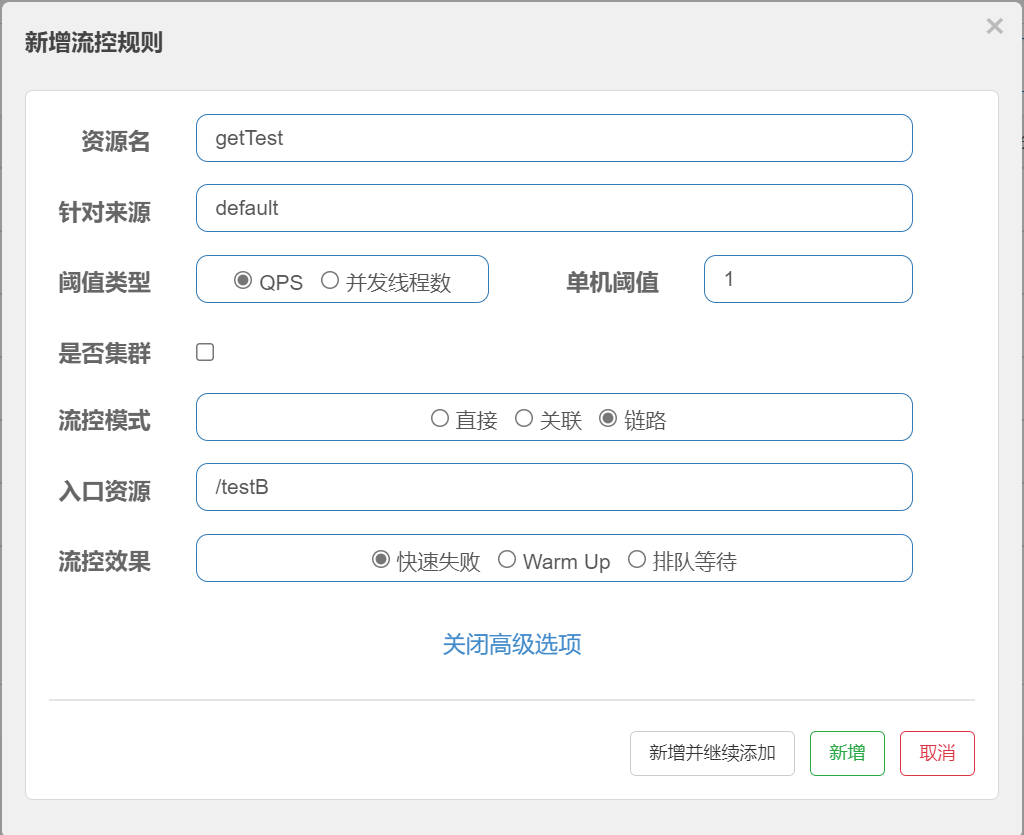 新增流控规则
×
资源名 getTest
针对来源 default
阈值类型 QPS 并发线程数 单机阈值 1
是否集群
流控模式 直接 关联 链路
入口资源 /testB
流控效果 快速失败 Warm Up 排队等待
关闭高级选项
新增并继续添加 新增 取消